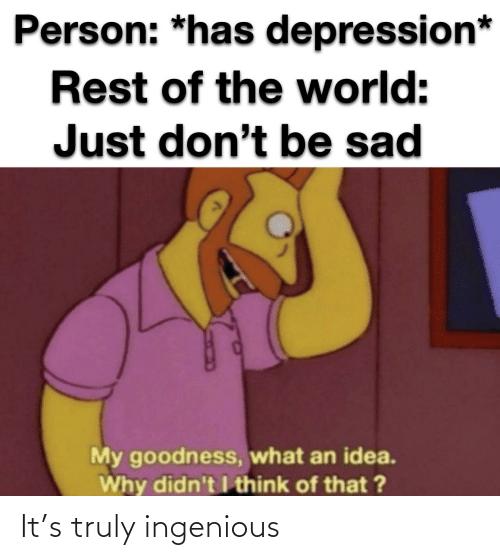 Person: *has depression*
Rest of the world:
Just don't be sad
My goodness, what an idea.
Why didn't I think of that ?
It's truly ingenious